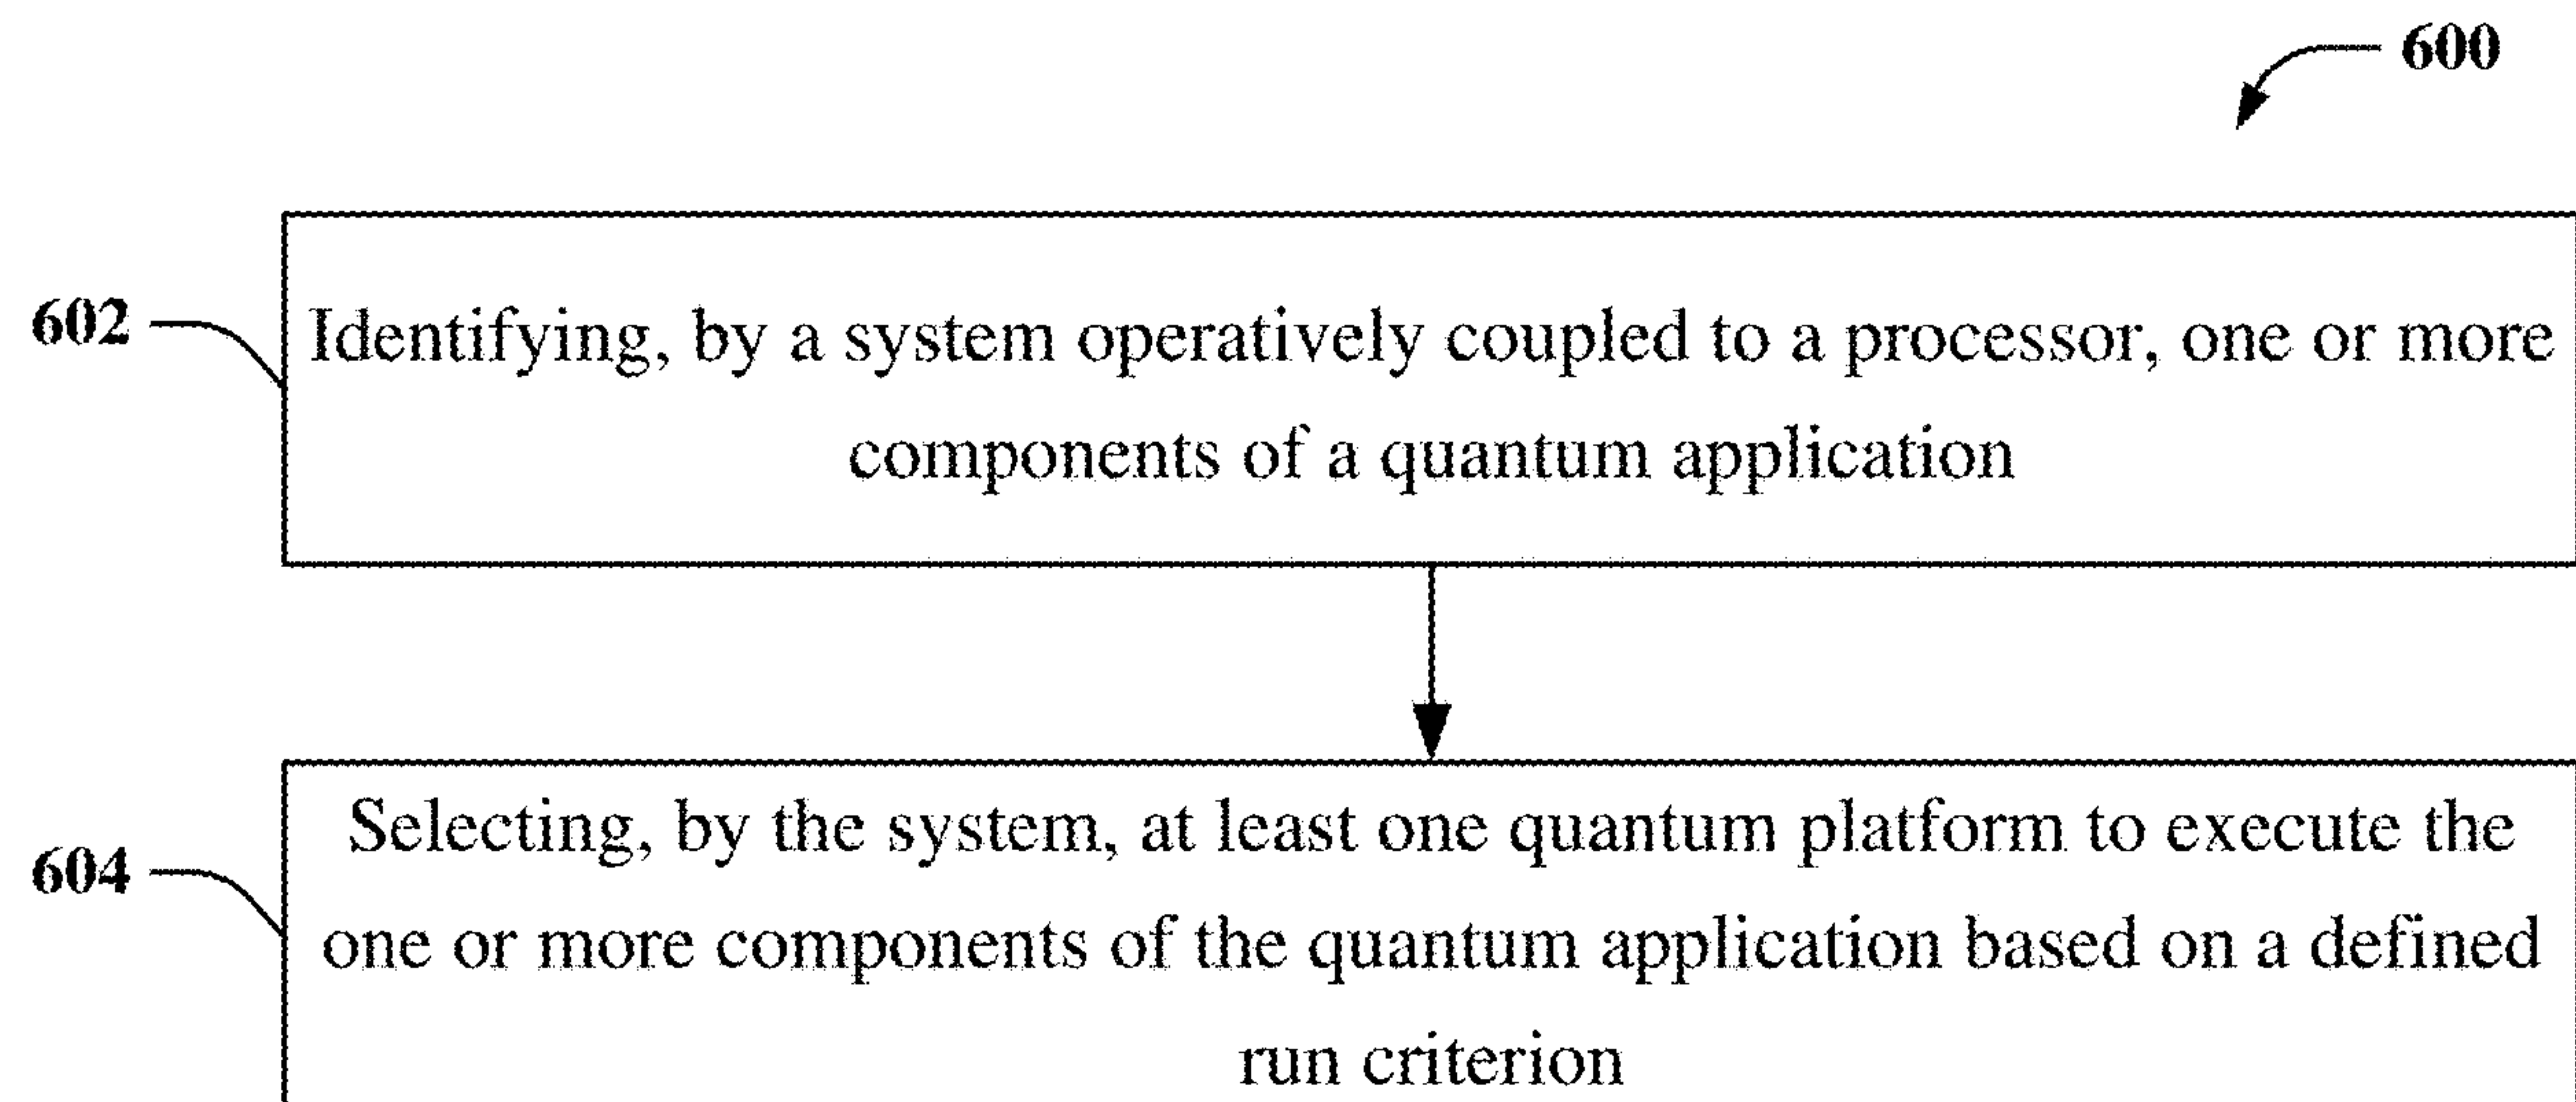 600
602
Identifying, by a system operatively coupled to a processor, one or more
components of a quantum application
604
Selecting, by the system, at least one quantum platform to execute the
one or more components of the quantum application based on a defined
run criterion